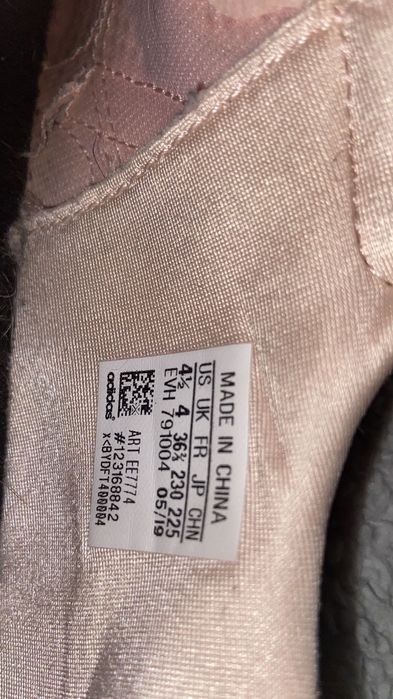 MADE IN CHINA
US UK FR JP CHN
4½ 4 36⅔ 230 225
EVH 791004 05/19
ART EE7774
#123168842
X<BYDFT400004
adidas